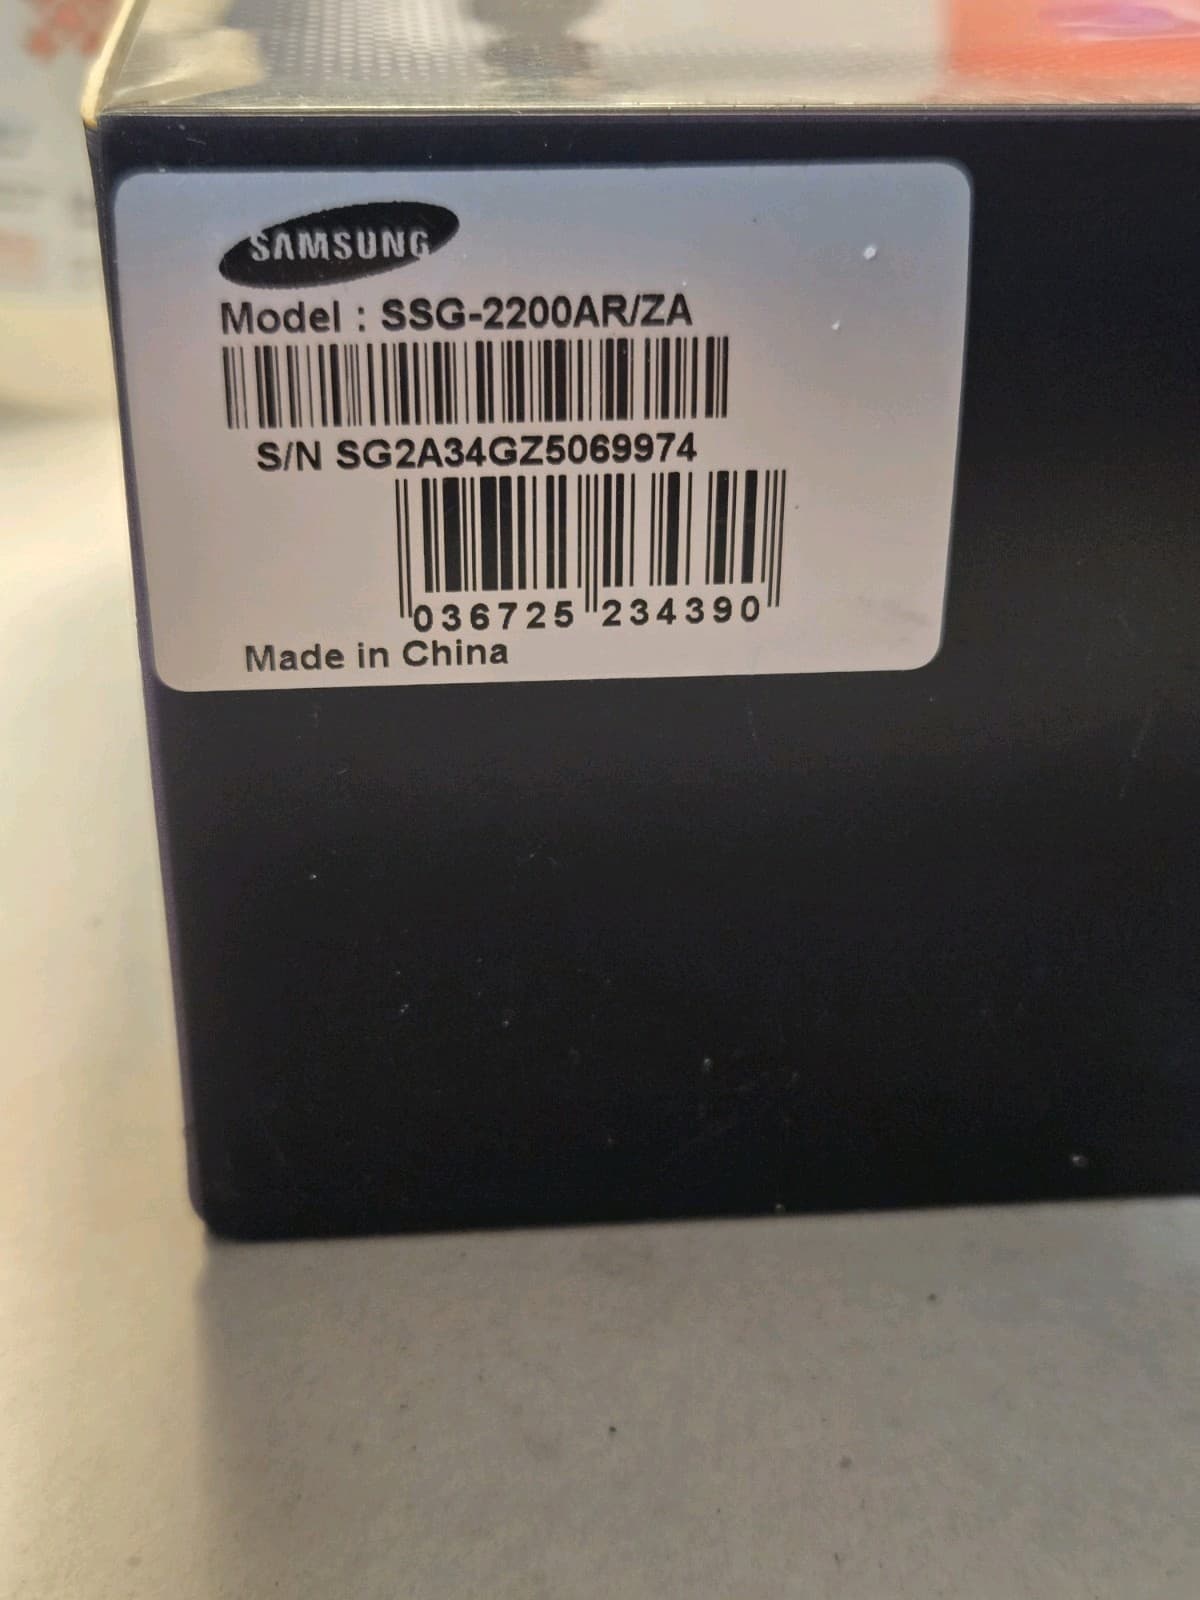 SAMSUNG
Model : SSG-2200AR/ZA
S/N SG2A34GZ5069974
036725 234390
Made in China